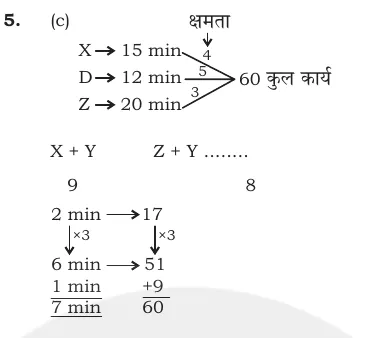 5. (c) क्षमता
X → 15 min 4
D → 12 min 5 60 कुल कार्य
Z → 20 min 3
X + Y Z + Y ........
9 8
2 min → 17
×3 ×3
6 min → 51
1 min +9
7 min 60